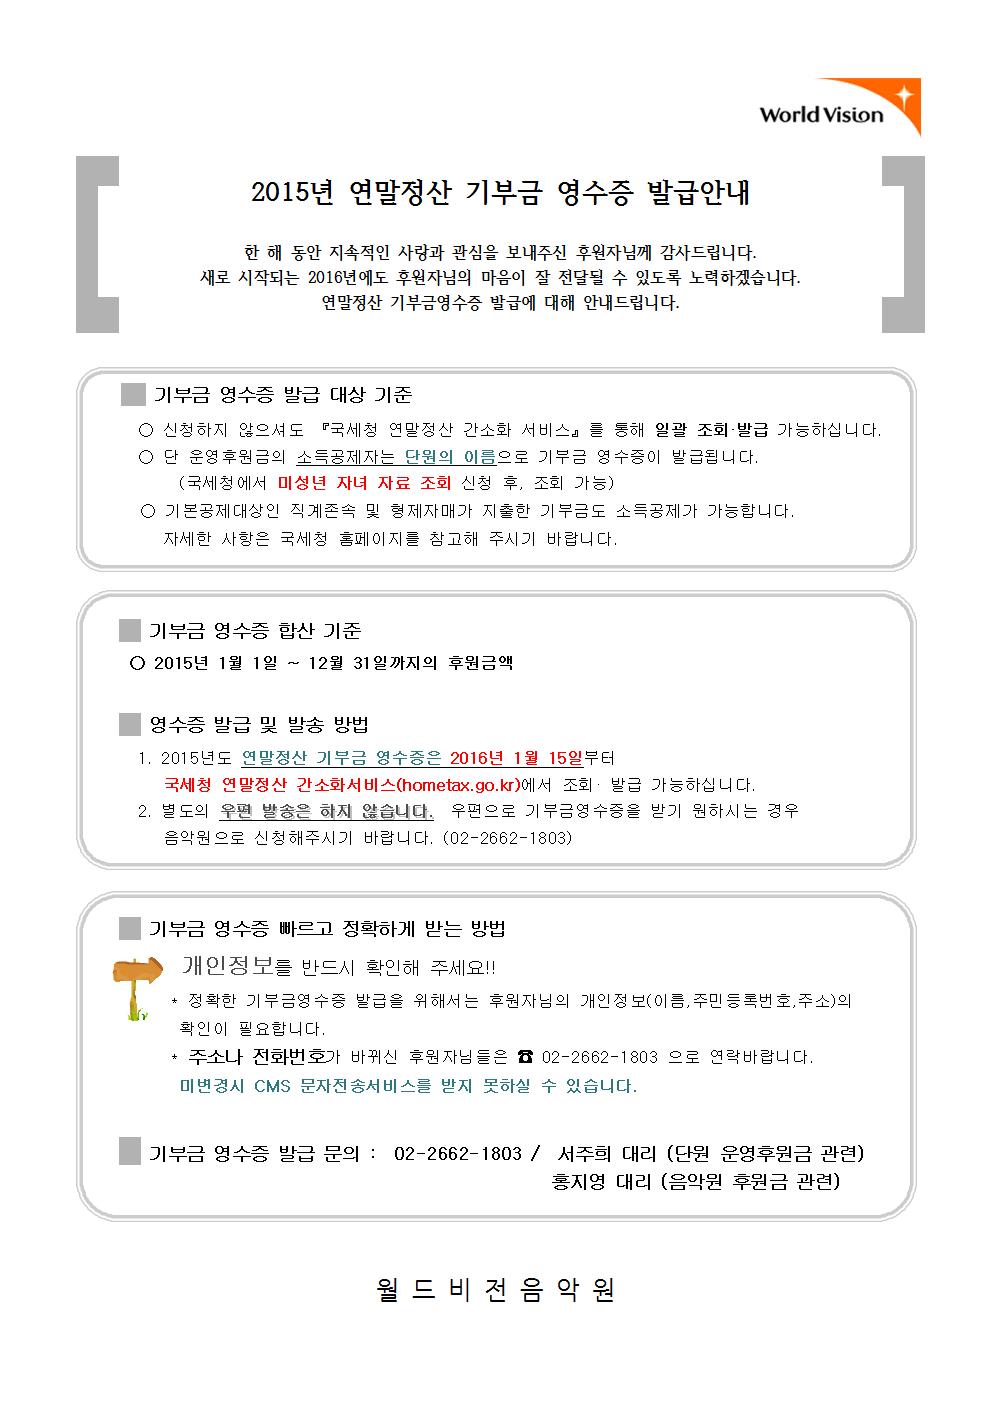 World Vision
2015년 연말정산 기부금 영수증 발급안내
한 해 동안 지속적인 사랑과 관심을 보내주신 후원자님께 감사드립니다.
새로 시작되는 2016년에도 후원자님의 마음이 잘 전달될 수 있도록 노력하겠습니다.
연말정산 기부금영수증 발급에 대해 안내드립니다.
기부금 영수증 발급 대상 기준
○ 신청하지 않으셔도 『국세청 연말정산 간소화 서비스』를 통해 일괄 조회·발급 가능하십니다.
○ 단 운영후원금의 소득공제자는 단원의 이름으로 기부금 영수증이 발급됩니다.
(국세청에서 미성년 자녀 자료 조회 신청 후, 조회 가능)
○ 기본공제대상인 직계존속 및 형제자매가 지출한 기부금도 소득공제가 가능합니다.
자세한 사항은 국세청 홈페이지를 참고해 주시기 바랍니다.
기부금 영수증 합산 기준
○ 2015년 1월 1일 ~ 12월 31일까지의 후원금액
영수증 발급 및 발송 방법
1. 2015년도 연말정산 기부금 영수증은 2016년 1월 15일부터
국세청 연말정산 간소화서비스(hometax.go.kr)에서 조회· 발급 가능하십니다.
2. 별도의 우편 발송은 하지 않습니다. 우편으로 기부금영수증을 받기 원하시는 경우
음악원으로 신청해주시기 바랍니다. (02-2662-1803)
기부금 영수증 빠르고 정확하게 받는 방법
개인정보를 반드시 확인해 주세요!!
* 정확한 기부금영수증 발급을 위해서는 후원자님의 개인정보(이름,주민등록번호,주소)의
확인이 필요합니다.
* 주소나 전화번호가 바뀌신 후원자님들은 ☎ 02-2662-1803 으로 연락바랍니다.
미변경시 CMS 문자전송서비스를 받지 못하실 수 있습니다.
기부금 영수증 발급 문의 : 02-2662-1803 / 서주희 대리 (단원 운영후원금 관련)
홍지영 대리 (음악원 후원금 관련)
월드비전음악원